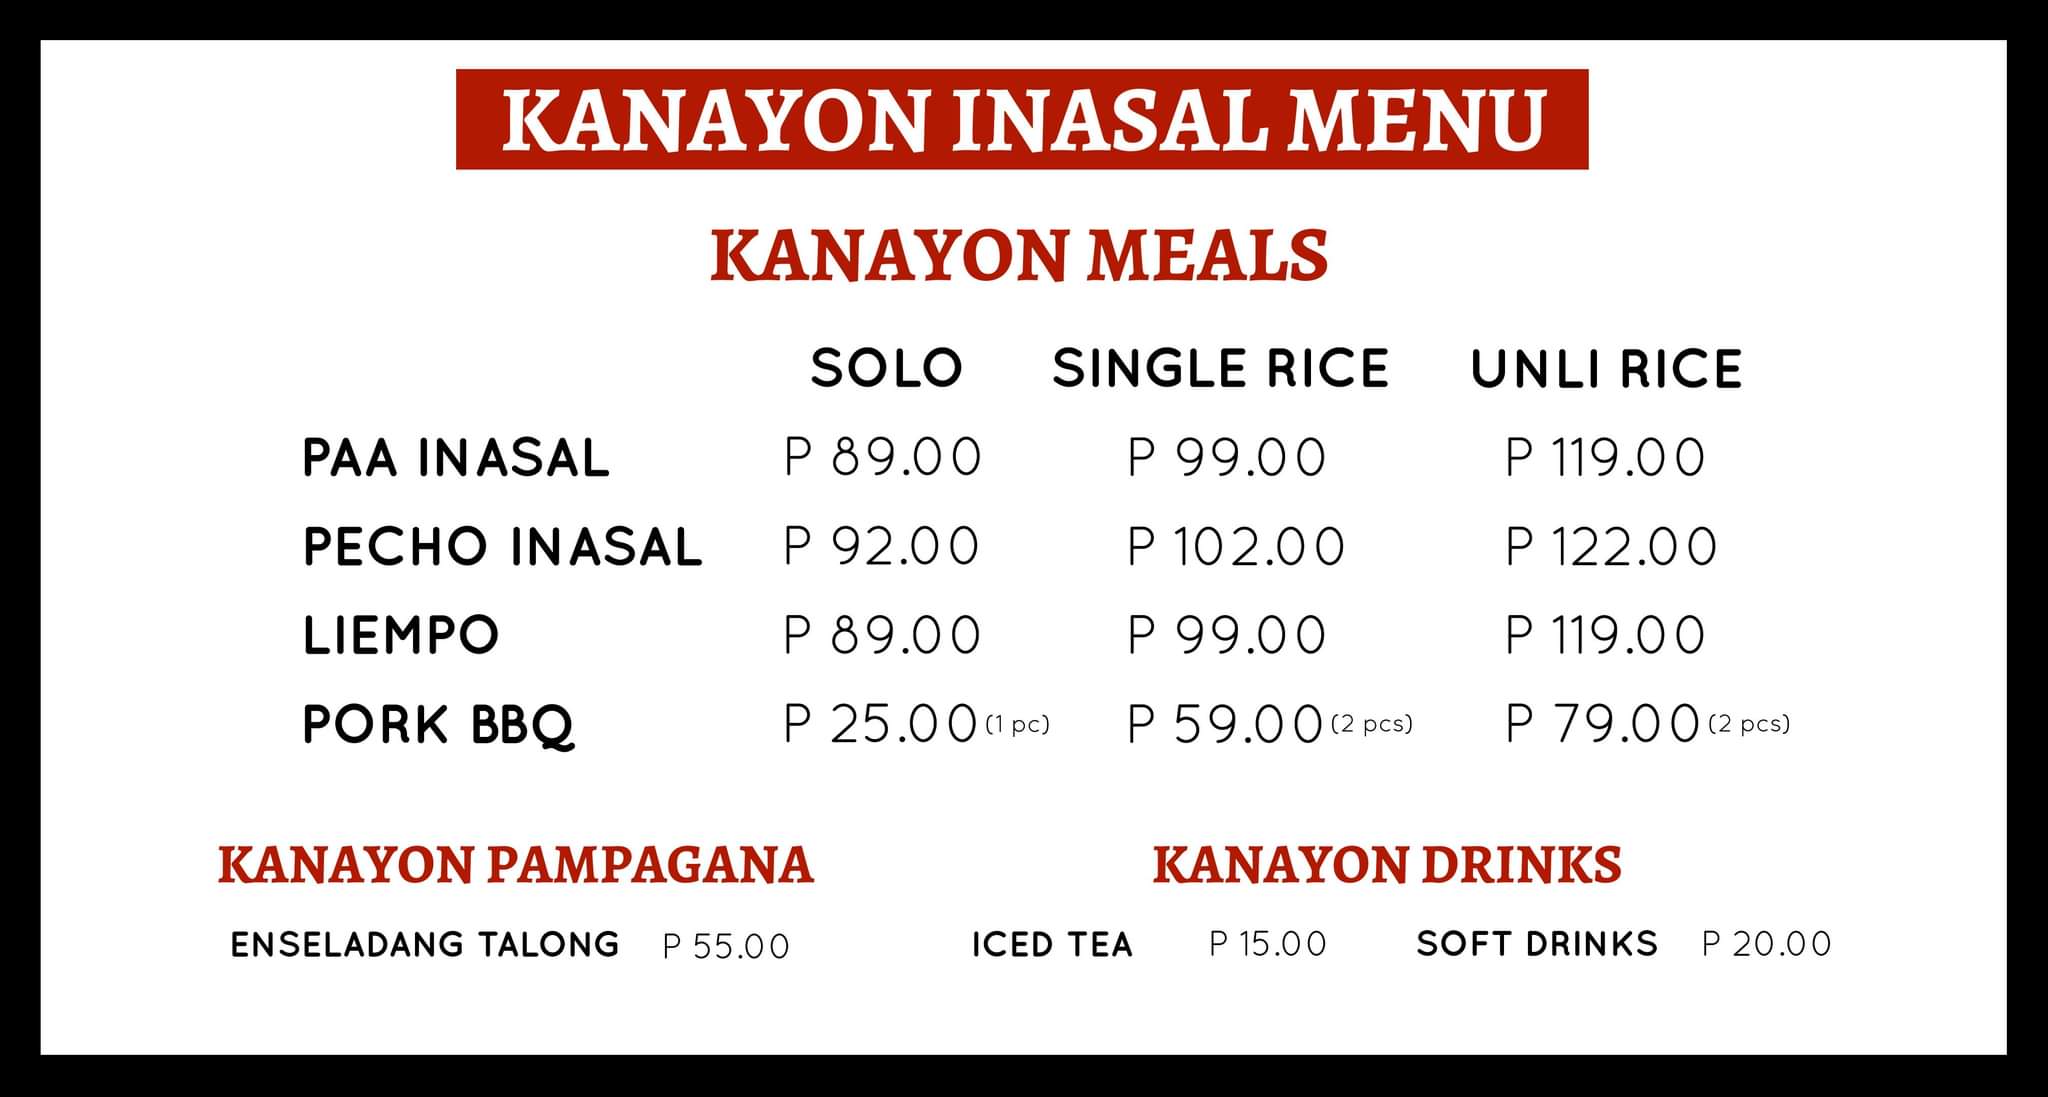 KANAYON INASAL MENU
KANAYON MEALS
SOLO SINGLE RICE UNLI RICE
PAA INASAL P 89.00 P 99.00 P 119.00
PECHO INASAL P 92.00 P 102.00 P 122.00
LIEMPO P 89.00 P 99.00 P 119.00
PORK BBQ P 25.00 (1 pc) P 59.00 (2 pcs) P 79.00 (2 pcs)
KANAYON PAMPAGANA KANAYON DRINKS
ENSELADANG TALONG P 55.00 ICED TEA P 15.00 SOFT DRINKS P 20.00